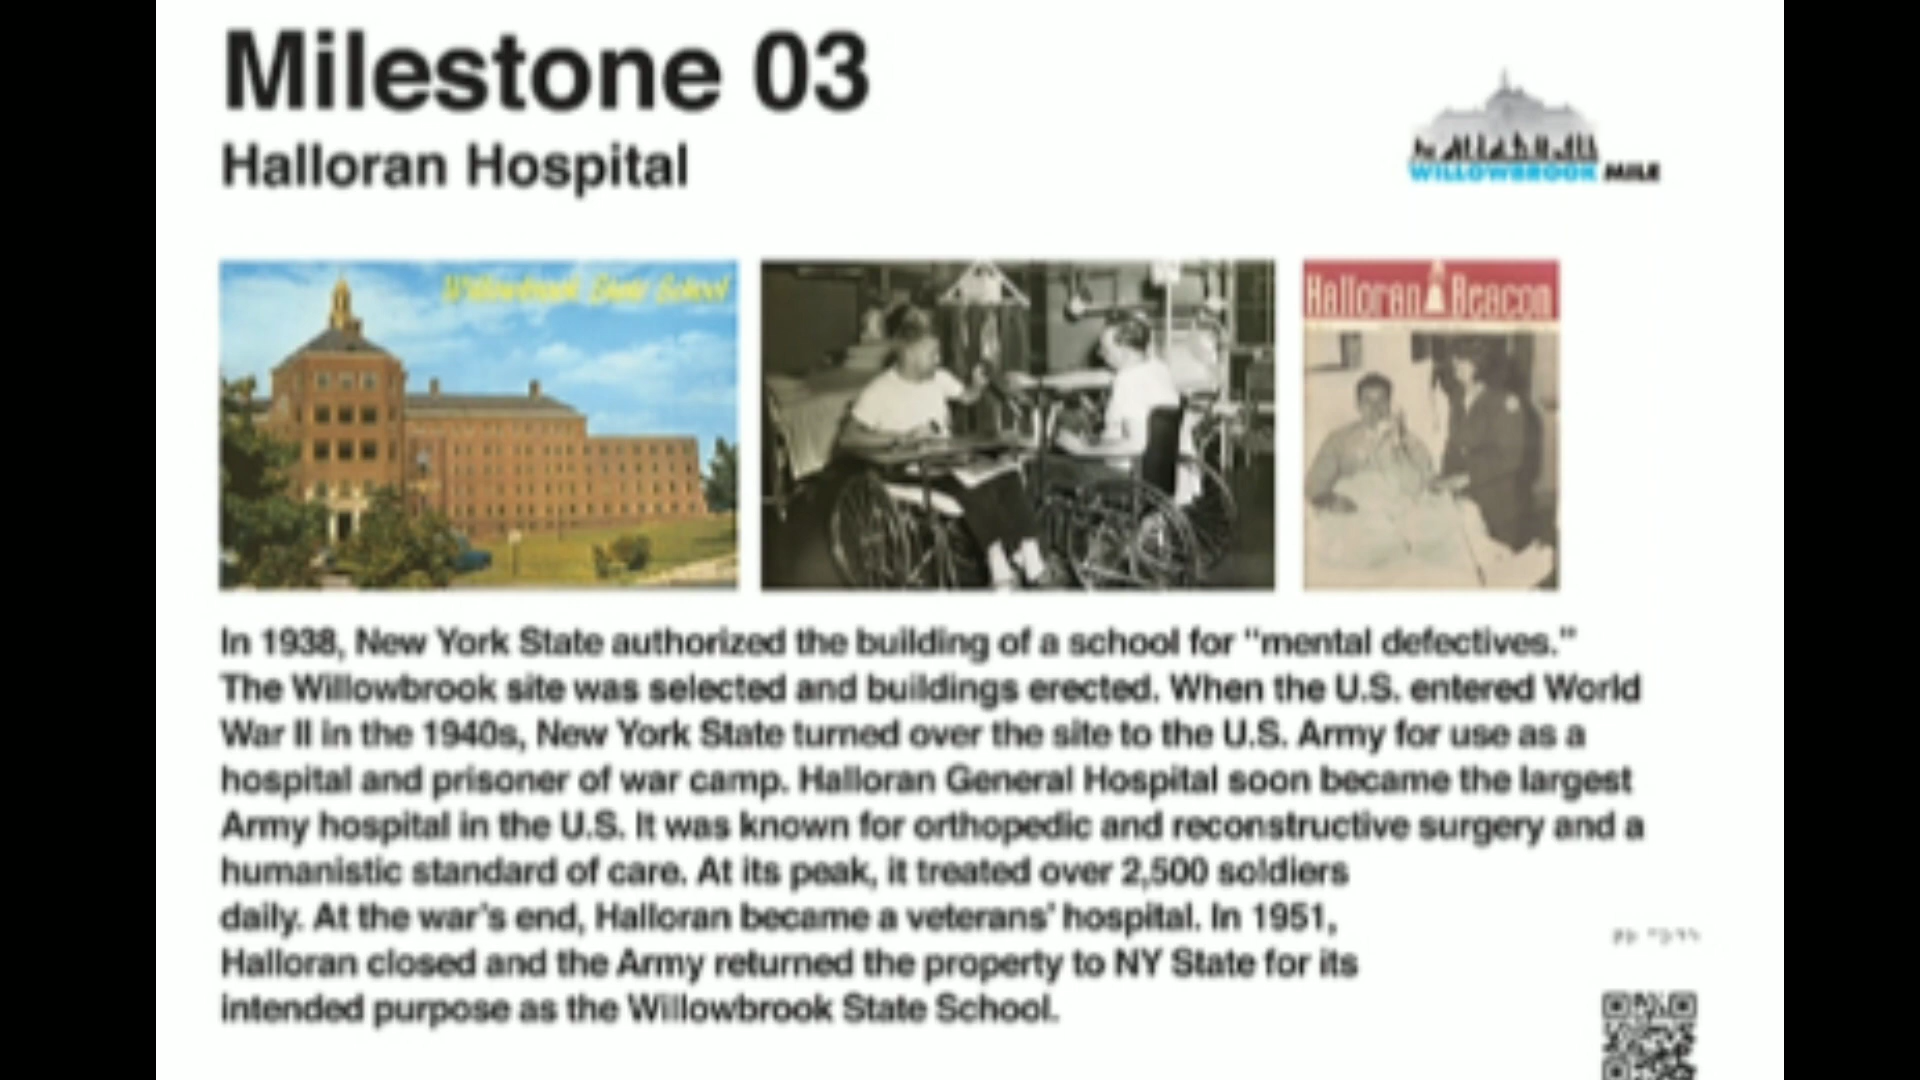 Milestone 03
Halloran Hospital
WILLOWBROOK MILE
Willowbrook State School
Halloran Beacon
In 1938, New York State authorized the building of a school for "mental defectives."
The Willowbrook site was selected and buildings erected. When the U.S. entered World
War II in the 1940s, New York State turned over the site to the U.S. Army for use as a
hospital and prisoner of war camp. Halloran General Hospital soon became the largest
Army hospital in the U.S. It was known for orthopedic and reconstructive surgery and a
humanistic standard of care. At its peak, it treated over 2,500 soldiers
daily. At the war's end, Halloran became a veterans' hospital. In 1951,
Halloran closed and the Army returned the property to NY State for its
intended purpose as the Willowbrook State School.